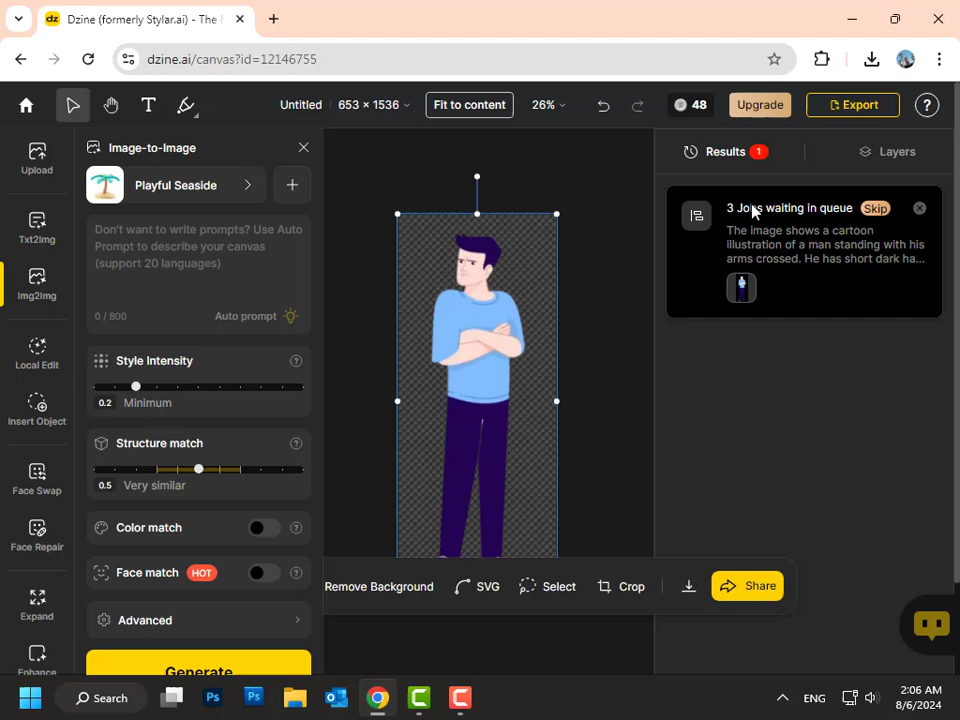 dz
Dzine (formerly Stylar.ai) - The
dzine.ai/canvas?id=12146755
Untitled
653 × 1536
Fit to content
26%
48
Upgrade
Export
?
Upload
Txt2Img
Img2Img
Local Edit
Insert Object
Face Swap
Face Repair
Expand
Enhance
Image-to-Image
Playful Seaside
Don't want to write prompts? Use Auto
Prompt to describe your canvas
(support 20 languages)
0 / 800
Auto prompt
Style Intensity
?
0.2 Minimum
Structure match
?
0.5 Very similar
Color match
?
Face match HOT
?
Advanced
Generate
Remove Background
SVG
Select
Crop
Share
Results 1
Layers
3 Jobs waiting in queue Skip
The image shows a cartoon
illustration of a man standing with his
arms crossed. He has short dark ha...
Search
Ps
Ps
ENG
2:06 AM
8/6/2024